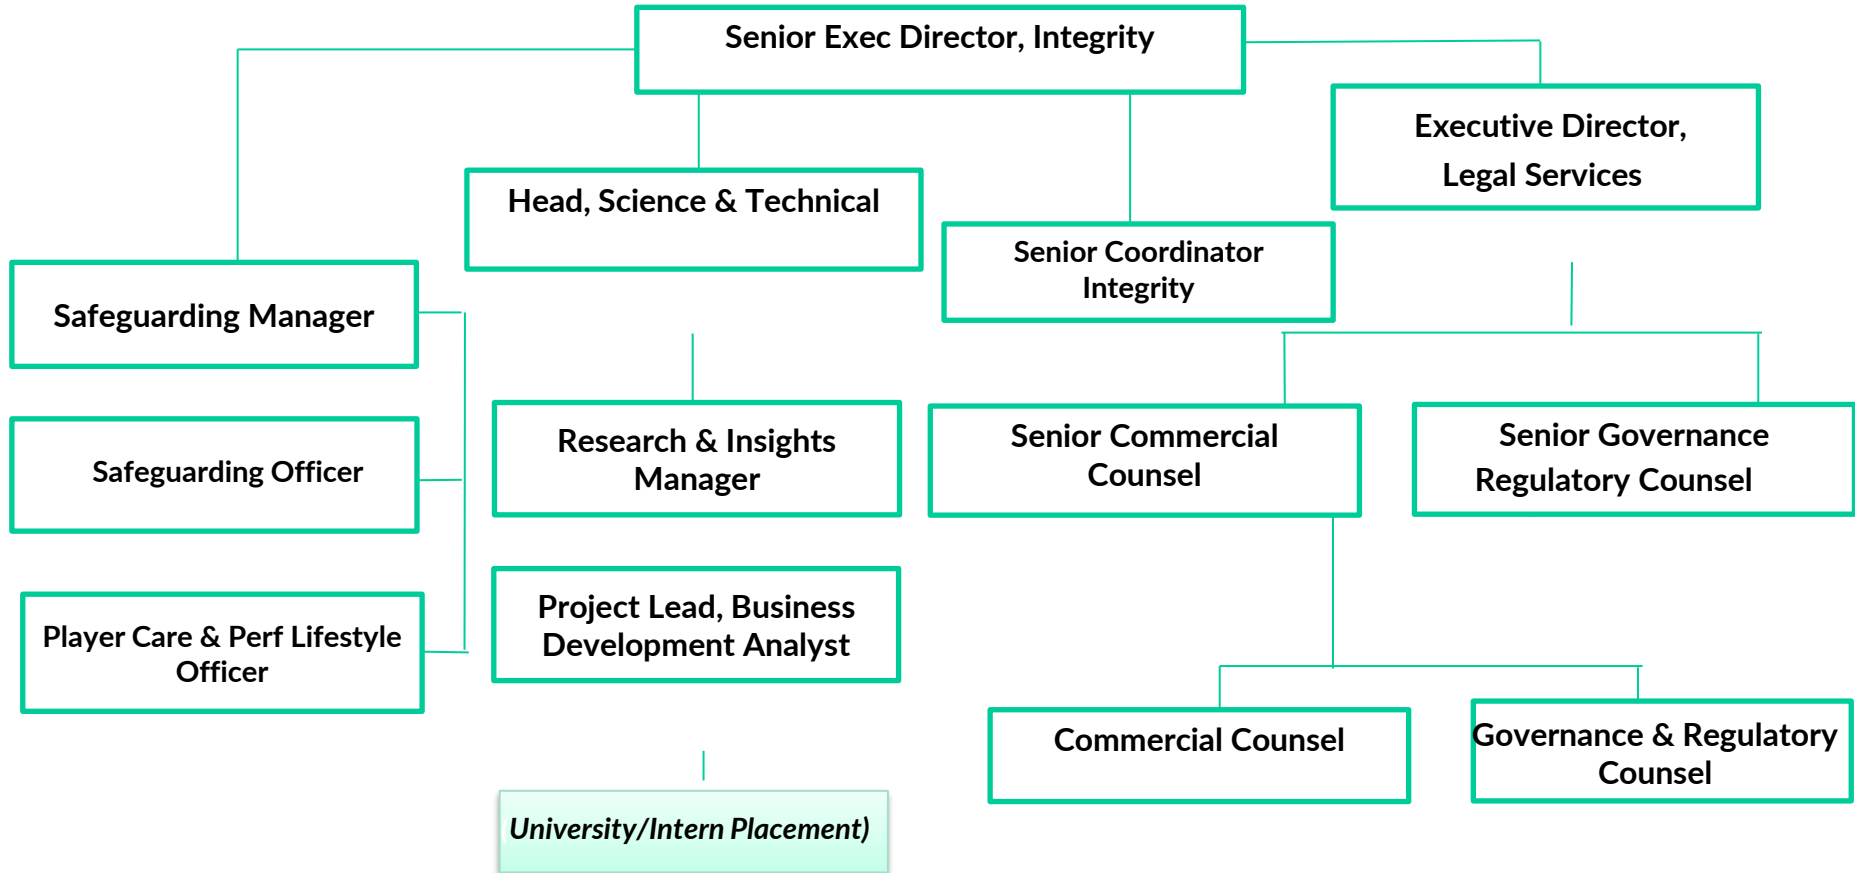 Senior Exec Director, Integrity
Executive Director,
Legal Services
Head, Science & Technical
Senior Coordinator
Integrity
Safeguarding Manager
Research & Insights
Manager
Senior Commercial
Counsel
Senior Governance
Regulatory Counsel
Safeguarding Officer
Project Lead, Business
Development Analyst
Player Care & Perf Lifestyle
Officer
Commercial Counsel
Governance & Regulatory
Counsel
University/Intern Placement)